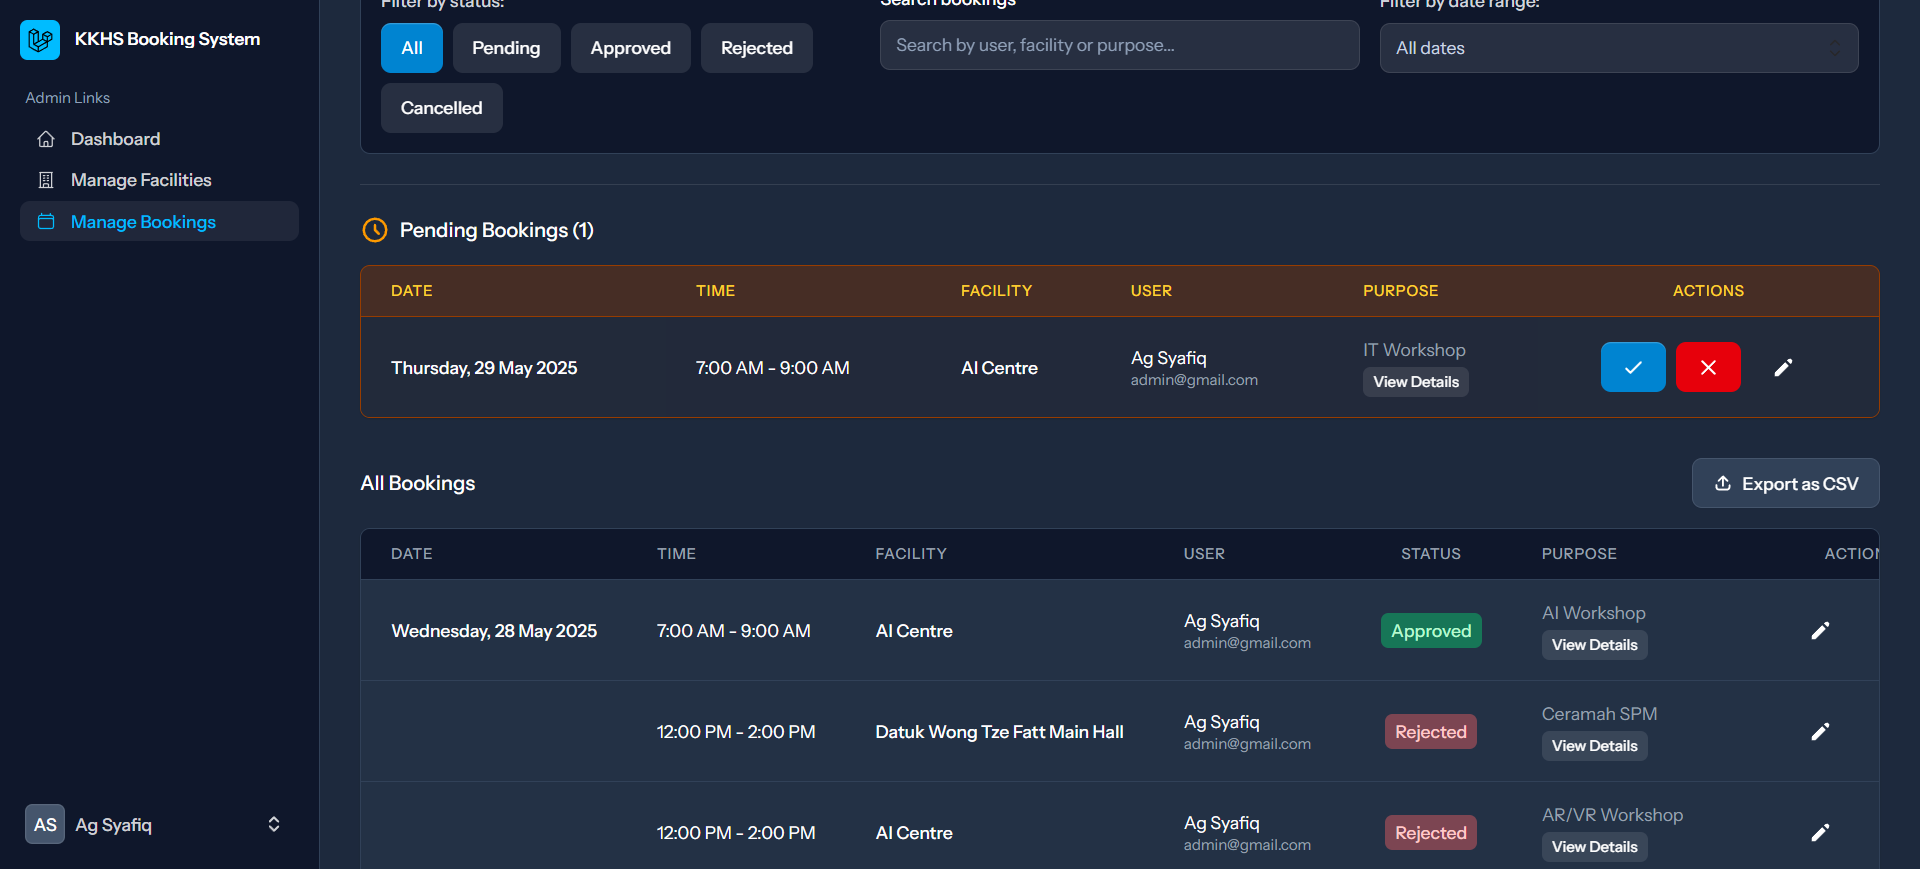 KKHS Booking System
Admin Links
Dashboard
Manage Facilities
Manage Bookings
AS Ag Syafiq
Filter by status:
All Pending Approved Rejected
Cancelled
Search bookings
Search by user, facility or purpose...
Filter by date range:
All dates
Pending Bookings (1)
DATE TIME FACILITY USER PURPOSE ACTIONS
Thursday, 29 May 2025 7:00 AM - 9:00 AM AI Centre Ag Syafiq admin@gmail.com IT Workshop View Details
All Bookings
Export as CSV
DATE TIME FACILITY USER STATUS PURPOSE ACTION
Wednesday, 28 May 2025 7:00 AM - 9:00 AM AI Centre Ag Syafiq admin@gmail.com Approved AI Workshop View Details
12:00 PM - 2:00 PM Datuk Wong Tze Fatt Main Hall Ag Syafiq admin@gmail.com Rejected Ceramah SPM View Details
12:00 PM - 2:00 PM AI Centre Ag Syafiq admin@gmail.com Rejected AR/VR Workshop View Details